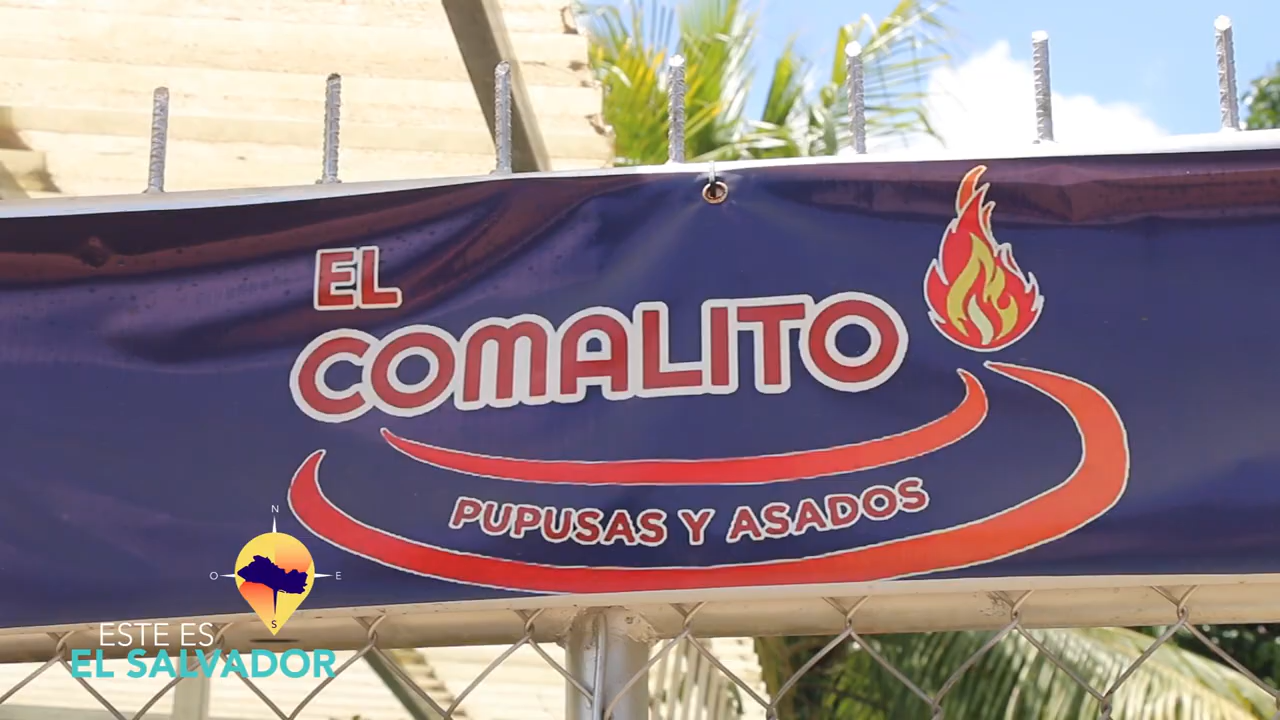 EL
COMALITO
PUPUSAS Y ASADOS
N
O E
S
ESTE ES
EL SALVADOR